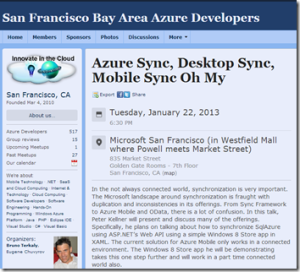 San Francisco Bay Area Azure Developers
Home Members Sponsors Photos Discussions More
Innovate in the Cloud
San Francisco, CA
Founded Mar 4, 2010
About us...
Azure Developers 517
Group reviews 13
Upcoming Meetups 1
Past Meetups 27
Our calendar
We're about:
Mobile Technology · .NET · SaaS
and Cloud Computing · Internet &
Technology · Cloud Computing ·
Software Developers · Software
Engineering · Hands-On
Programming · Windows Azure
Platform · Java · PHP · Eclipse IDE
· Visual Studio · C# · Visual Basic
Organizers:
Bruno Terkaly,
Eugene Chuvyrov
Azure Sync, Desktop Sync,
Mobile Sync Oh My
Export
Share
Tuesday, January 22, 2013
6:30 PM
Microsoft San Francisco (in Westfield Mall
where Powell meets Market Street)
835 Market Street
Golden Gate Rooms - 7th Floor
San Francisco, CA (map)
In the not always connected world, synchronization is very important.
The Microsoft landscape around synchronization is fraught with
duplication and inconsistencies in its offerings. From Sync Framework
to Azure Mobile and OData, there is a lot of confusion. In this talk,
Peter Kellner will present and discuss many of the offerings.
Specifically, he plans on talking about how to synchronize SqlAzure
using ASP.NET's Web API using a simple Windows 8 Store app in
XAML. The current solution for Azure Mobile only works in a connected
environment. The Windows 8 Store app he will be demonstrating
takes this one step further and will work in a part time connected
world also.